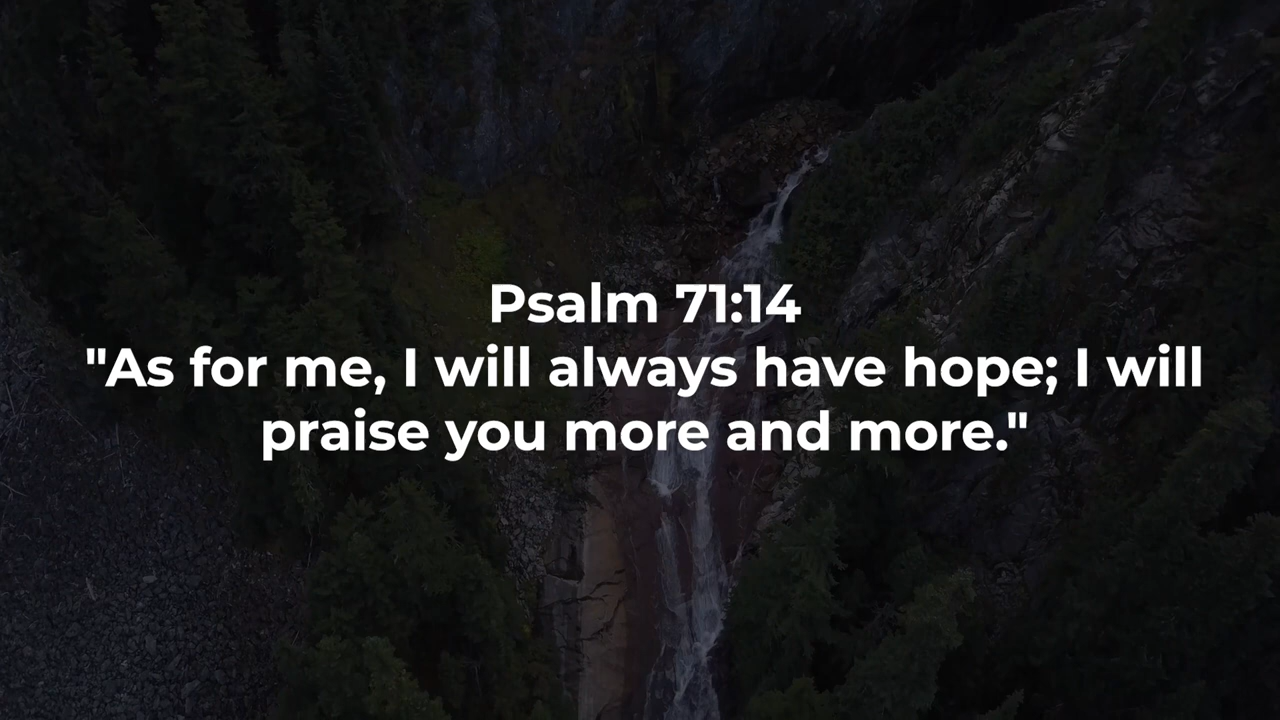 Psalm 71:14
"As for me, I will always have hope; I will
praise you more and more."